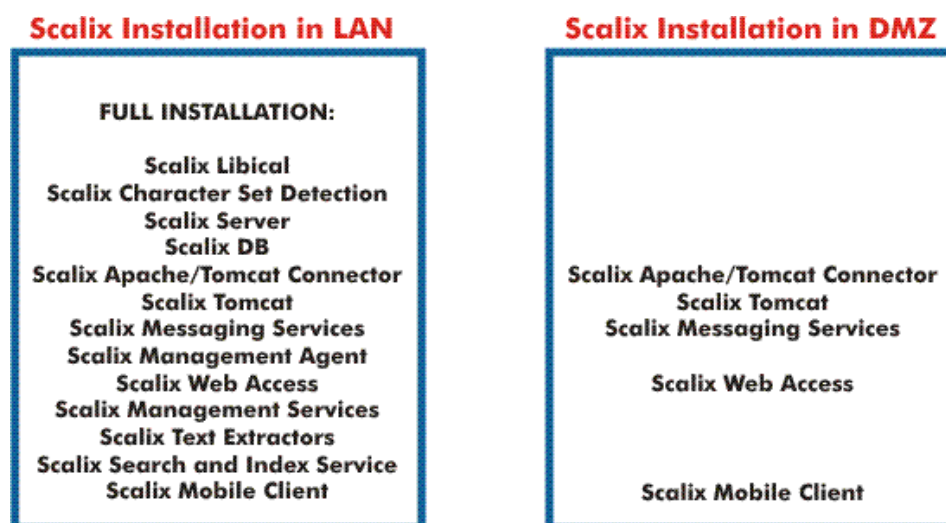 Scalix Installation in LAN
FULL INSTALLATION:
Scalix Libical
Scalix Character Set Detection
Scalix Server
Scalix DB
Scalix Apache/Tomcat Connector
Scalix Tomcat
Scalix Messaging Services
Scalix Management Agent
Scalix Web Access
Scalix Management Services
Scalix Text Extractors
Scalix Search and Index Service
Scalix Mobile Client
Scalix Installation in DMZ
Scalix Apache/Tomcat Connector
Scalix Tomcat
Scalix Messaging Services
Scalix Web Access
Scalix Mobile Client